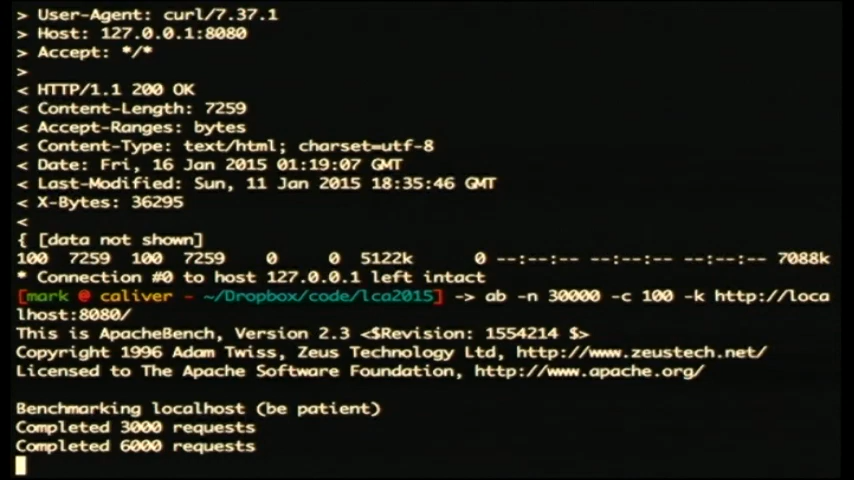 > User-Agent: curl/7.37.1
> Host: 127.0.0.1:8080
> Accept: */*
>
< HTTP/1.1 200 OK
< Content-Length: 7259
< Accept-Ranges: bytes
< Content-Type: text/html; charset=utf-8
< Date: Fri, 16 Jan 2015 01:19:07 GMT
< Last-Modified: Sun, 11 Jan 2015 18:35:46 GMT
< X-Bytes: 36295
<
{ [data not shown]
100 7259 100 7259 0 0 5122k 0 --:--:-- --:--:-- --:--:-- 7088k
* Connection #0 to host 127.0.0.1 left intact
[mark @ caliver - ~/Dropbox/code/lca2015] -> ab -n 30000 -c 100 -k http://loca
lhost:8080/
This is ApacheBench, Version 2.3 <$Revision: 1554214 $>
Copyright 1996 Adam Twiss, Zeus Technology Ltd, http://www.zeustech.net/
Licensed to The Apache Software Foundation, http://www.apache.org/
Benchmarking localhost (be patient)
Completed 3000 requests
Completed 6000 requests